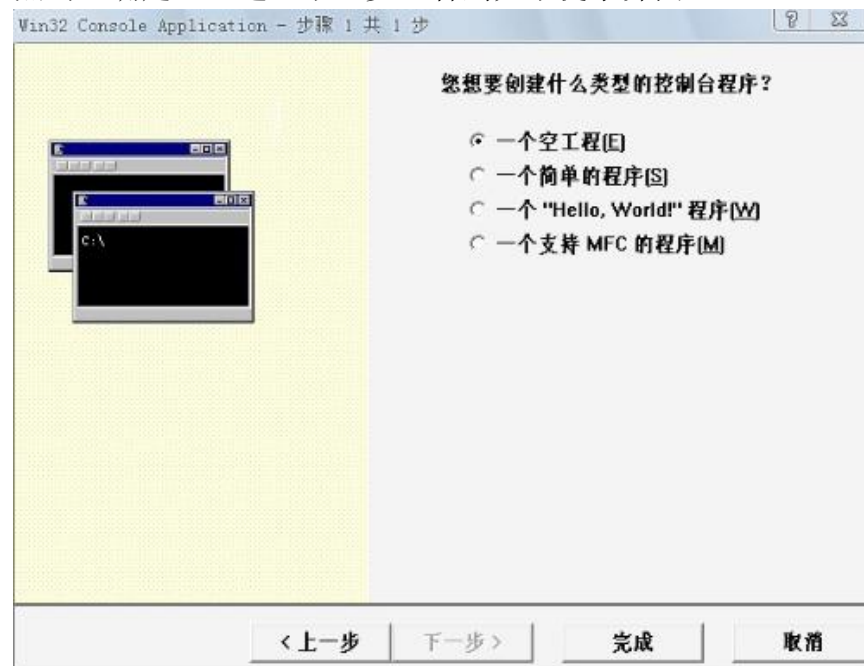 Win32 Console Application - 步骤 1 共 1 步
您想要创建什么类型的控制台程序?
一个空工程(E)
一个简单的程序(S)
一个 "Hello, World!" 程序(W)
一个支持 MFC 的程序(M)
C:\
< 上一步
下一步 >
完成
取消